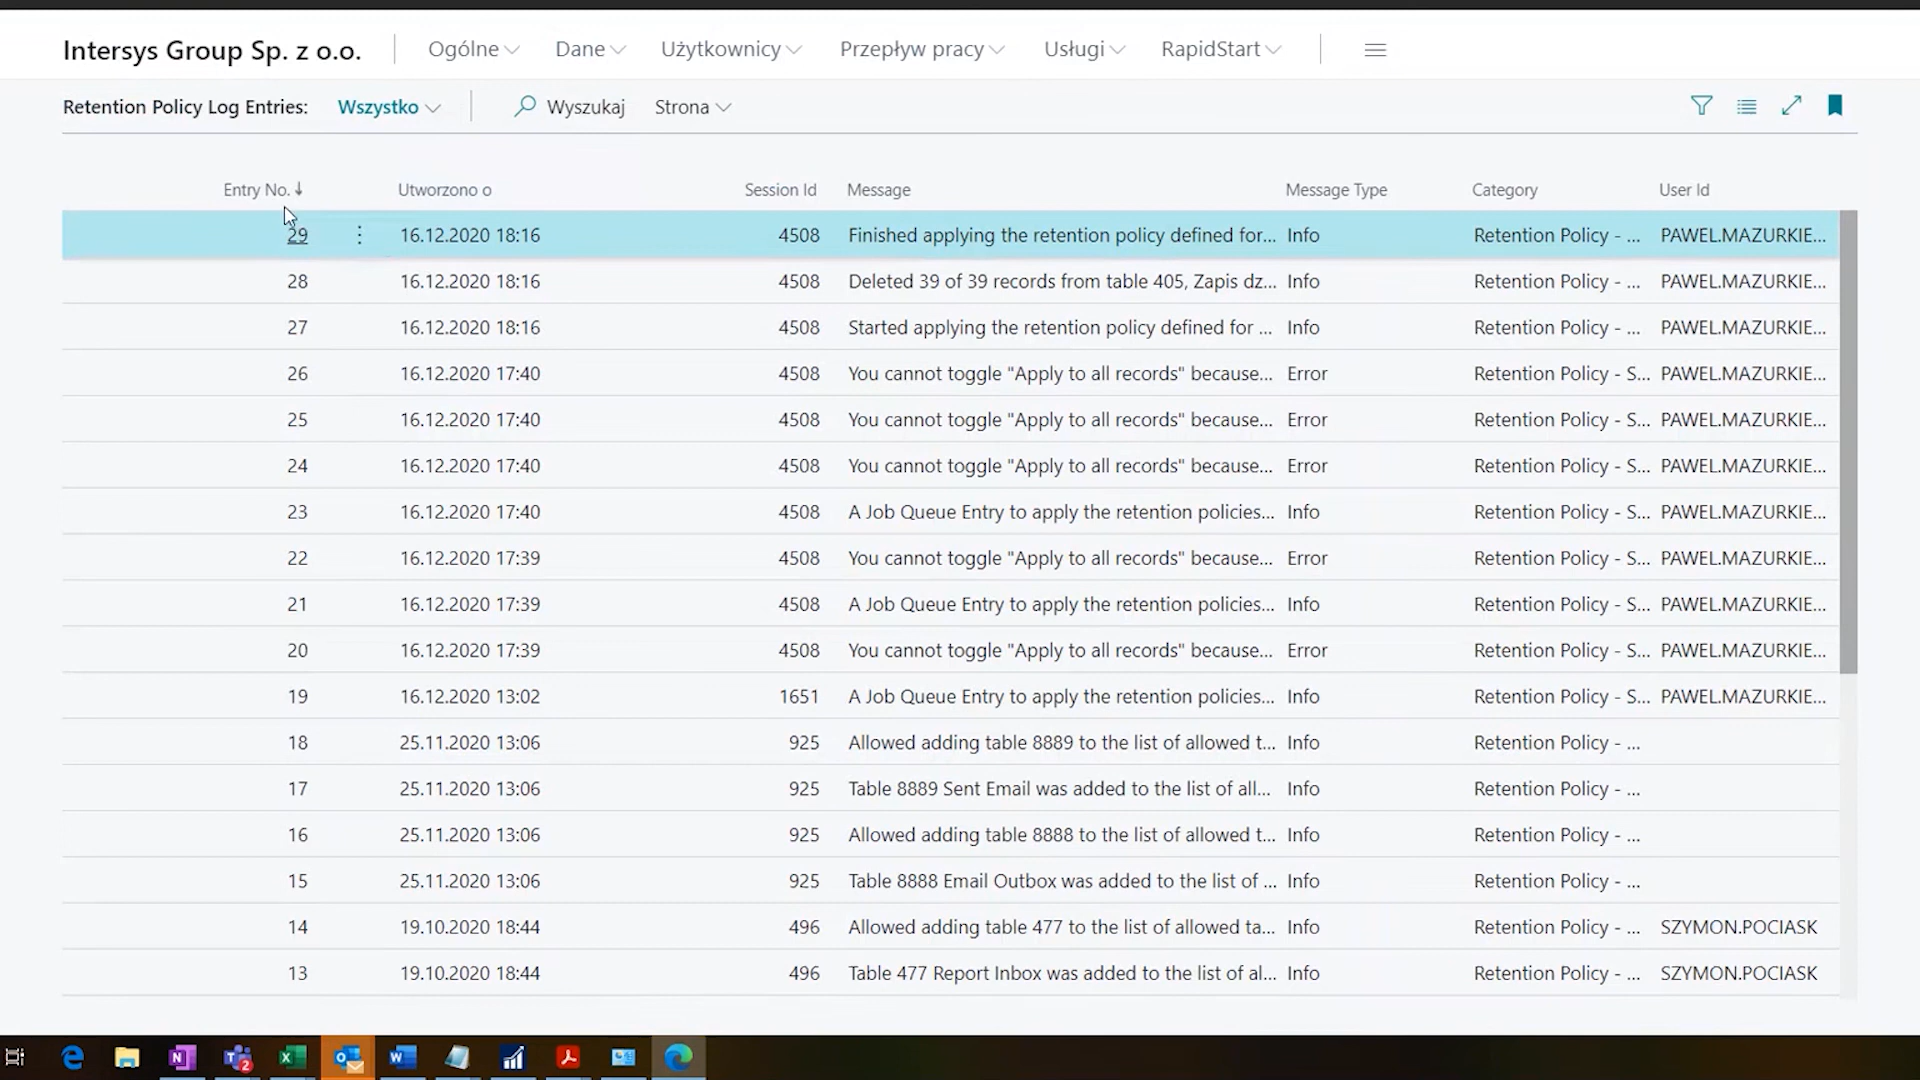 Intersys Group Sp. z o.o. Ogólne Dane Użytkownicy Przepływ pracy Usługi RapidStart
Retention Policy Log Entries: Wszystko Wyszukaj Strona
Entry No. ↓ Utworzono o Session Id Message Message Type Category User Id
29 16.12.2020 18:16 4508 Finished applying the retention policy defined for... Info Retention Policy - ... PAWEL.MAZURKIE...
28 16.12.2020 18:16 4508 Deleted 39 of 39 records from table 405, Zapis dz... Info Retention Policy - ... PAWEL.MAZURKIE...
27 16.12.2020 18:16 4508 Started applying the retention policy defined for ... Info Retention Policy - ... PAWEL.MAZURKIE...
26 16.12.2020 17:40 4508 You cannot toggle "Apply to all records" because... Error Retention Policy - S... PAWEL.MAZURKIE...
25 16.12.2020 17:40 4508 You cannot toggle "Apply to all records" because... Error Retention Policy - S... PAWEL.MAZURKIE...
24 16.12.2020 17:40 4508 You cannot toggle "Apply to all records" because... Error Retention Policy - S... PAWEL.MAZURKIE...
23 16.12.2020 17:40 4508 A Job Queue Entry to apply the retention policies... Info Retention Policy - S... PAWEL.MAZURKIE...
22 16.12.2020 17:39 4508 You cannot toggle "Apply to all records" because... Error Retention Policy - S... PAWEL.MAZURKIE...
21 16.12.2020 17:39 4508 A Job Queue Entry to apply the retention policies... Info Retention Policy - S... PAWEL.MAZURKIE...
20 16.12.2020 17:39 4508 You cannot toggle "Apply to all records" because... Error Retention Policy - S... PAWEL.MAZURKIE...
19 16.12.2020 13:02 1651 A Job Queue Entry to apply the retention policies... Info Retention Policy - S... PAWEL.MAZURKIE...
18 25.11.2020 13:06 925 Allowed adding table 8889 to the list of allowed t... Info Retention Policy - ...
17 25.11.2020 13:06 925 Table 8889 Sent Email was added to the list of all... Info Retention Policy - ...
16 25.11.2020 13:06 925 Allowed adding table 8888 to the list of allowed t... Info Retention Policy - ...
15 25.11.2020 13:06 925 Table 8888 Email Outbox was added to the list of ... Info Retention Policy - ...
14 19.10.2020 18:44 496 Allowed adding table 477 to the list of allowed ta... Info Retention Policy - ... SZYMON.POCIASK
13 19.10.2020 18:44 496 Table 477 Report Inbox was added to the list of al... Info Retention Policy - ... SZYMON.POCIASK